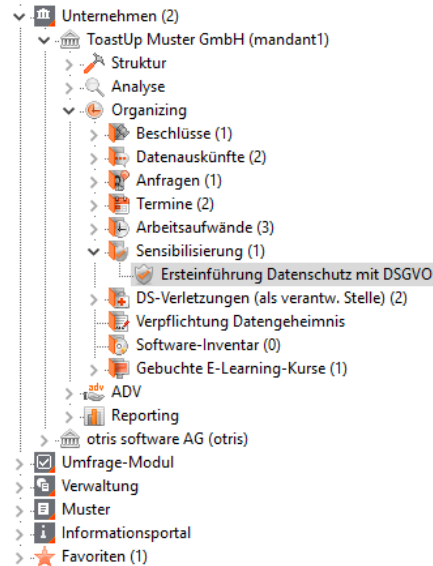 Unternehmen (2)
ToastUp Muster GmbH (mandant1)
Struktur
Analyse
Organizing
Beschlüsse (1)
Datenauskünfte (2)
Anfragen (1)
Termine (2)
Arbeitsaufwände (3)
Sensibilisierung (1)
Ersteinführung Datenschutz mit DSGVO
DS-Verletzungen (als verantw. Stelle) (2)
Verpflichtung Datengeheimnis
Software-Inventar (0)
Gebuchte E-Learning-Kurse (1)
adv ADV
Reporting
otris software AG (otris)
Umfrage-Modul
Verwaltung
Muster
Informationsportal
Favoriten (1)